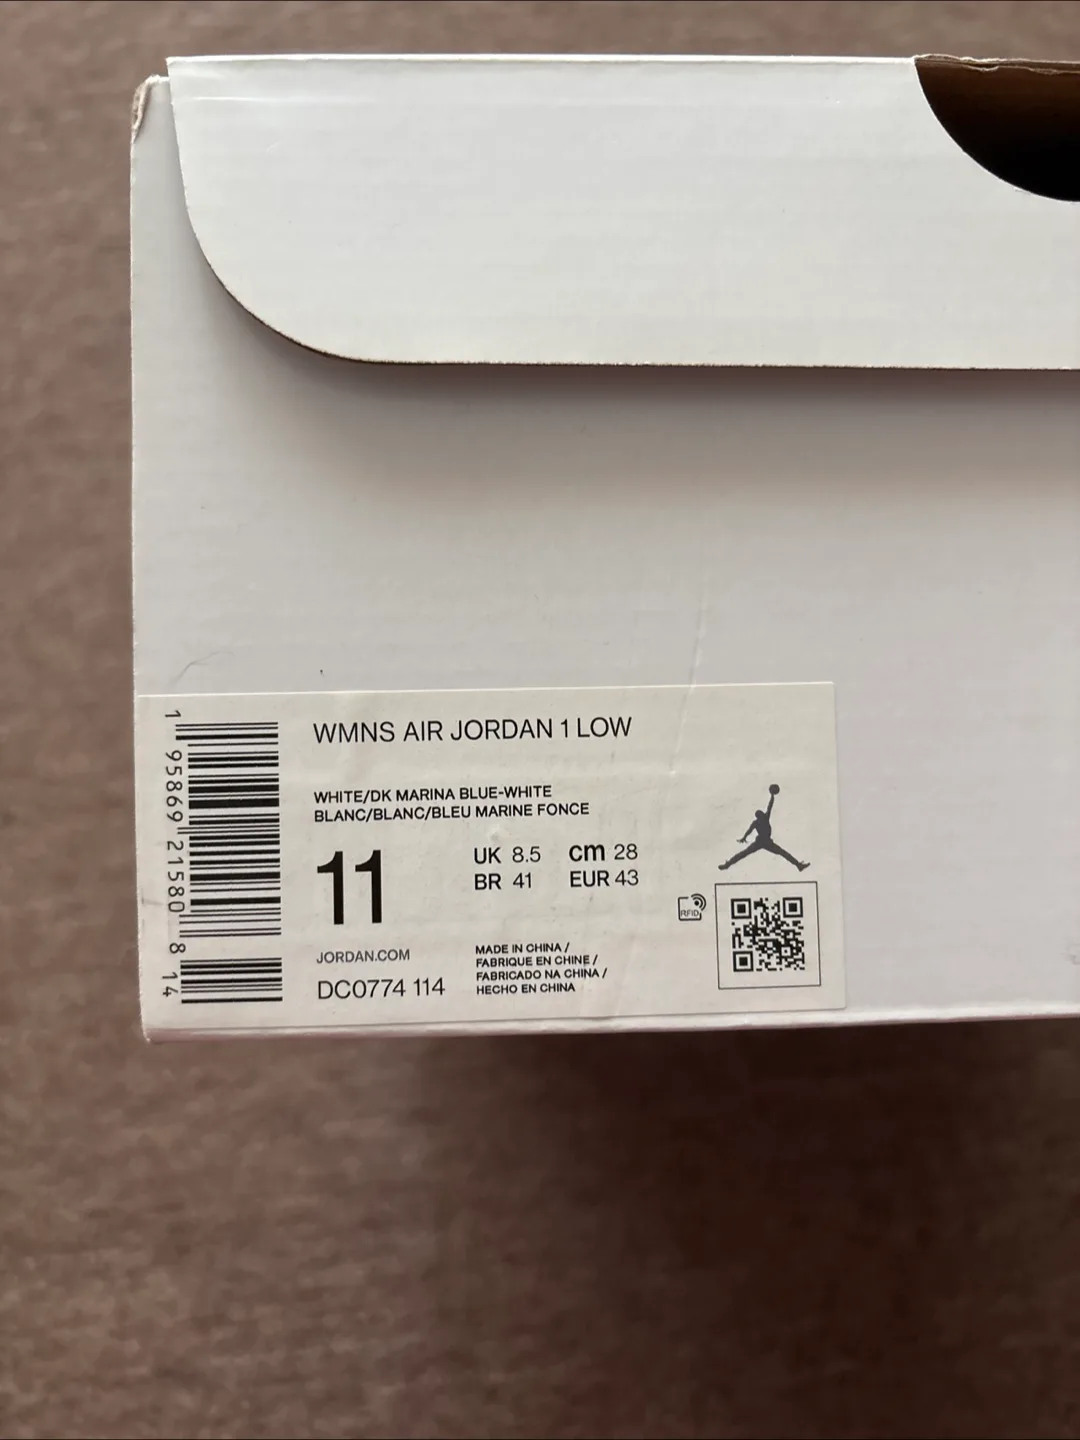 WMNS AIR JORDAN 1 LOW
WHITE/DK MARINA BLUE-WHITE
BLANC/BLANC/BLEU MARINE FONCE
11
UK 8.5 cm 28
BR 41 EUR 43
RFID
JORDAN.COM
DC0774 114
MADE IN CHINA /
FABRIQUE EN CHINE /
FABRICADO NA CHINA /
HECHO EN CHINA
1 95869 21580 8 14